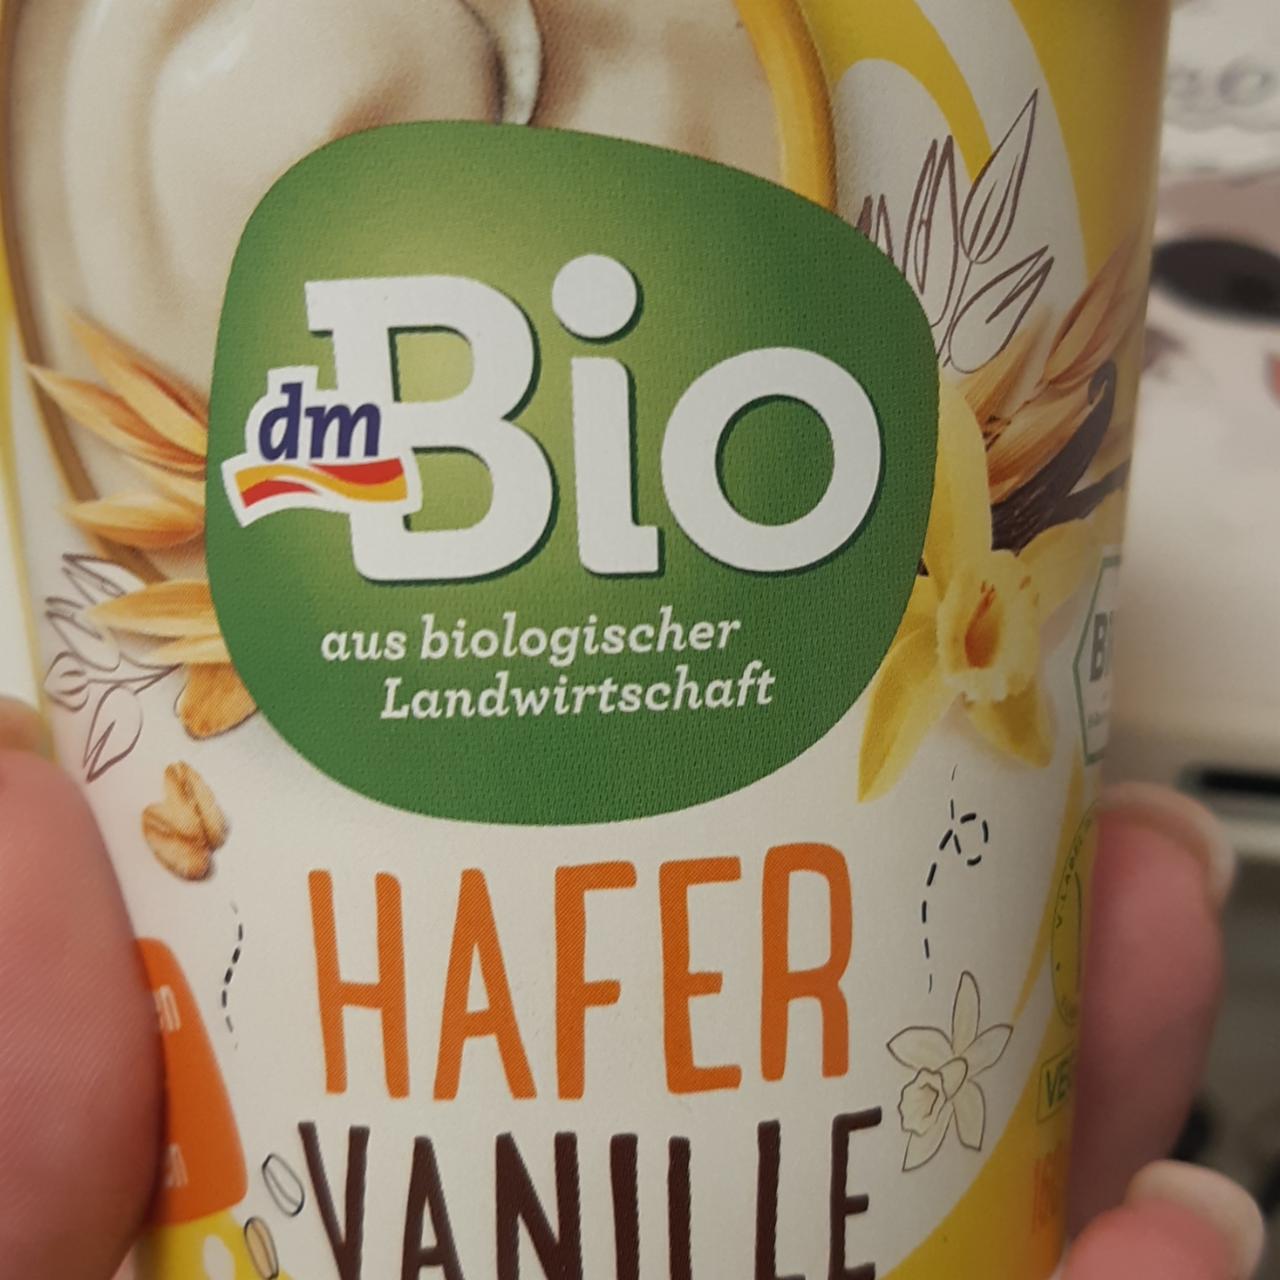 dm
Bio
aus biologischer
Landwirtschaft
HAFER
VANILLE